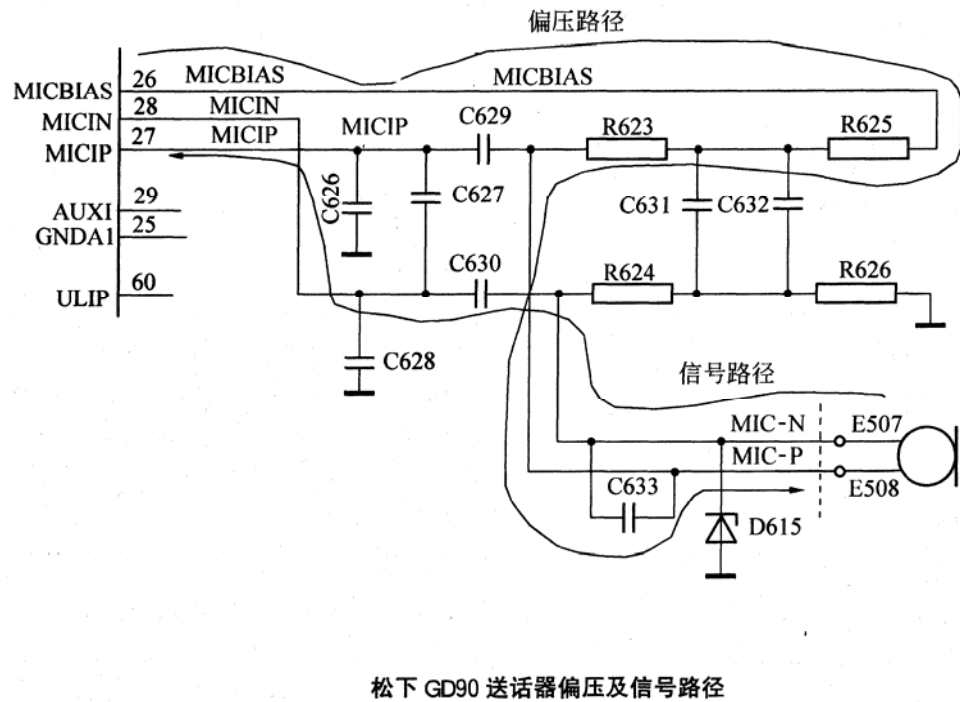 偏压路径
26 MICBIAS MICBIAS
MICBIAS
28 MICIN
MICIN
27 MICIP MICIP C629 R623 R625
MICIP
C626 C627 C631 C632
29
AUXI
25
GNDA1
C630 R624 R626
60
ULIP
C628 信号路径
MIC-N E507
MIC-P
C633 E508
D615
松下 GD90 送话器偏压及信号路径